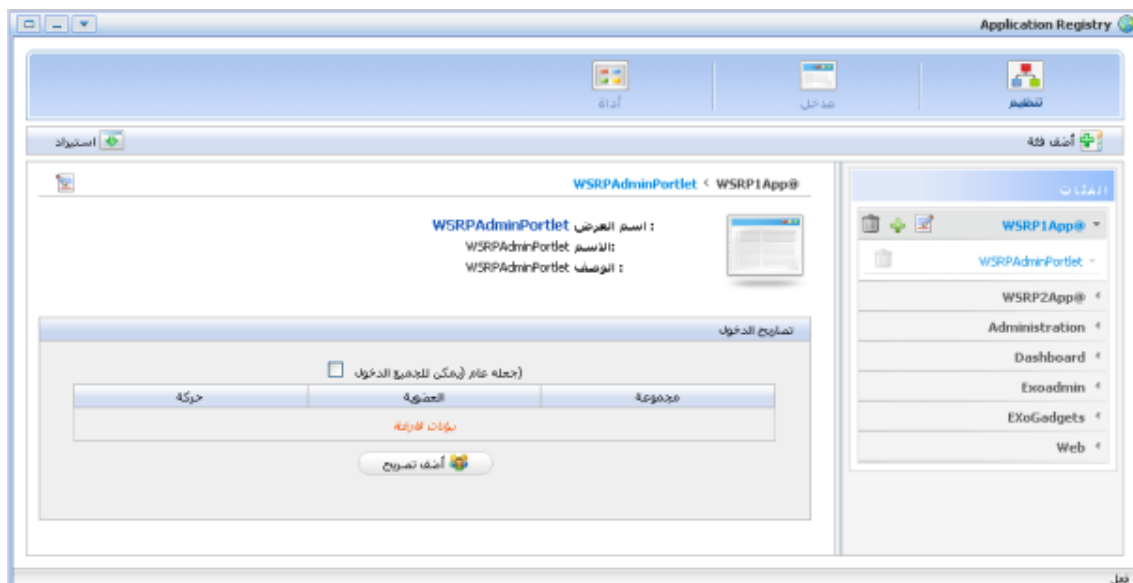 Application Registry
تنظيم
مدخل
أداة
أضف فئة
استيراد
الفئات
WSRP1App@
WSRPAdminPortlet
WSRP2App@
Administration
Dashboard
Exoadmin
EXoGadgets
Web
WSRPAdminPortlet < WSRP1App@
اسم العرض : WSRPAdminPortlet
الاسم: WSRPAdminPortlet
الوصف : WSRPAdminPortlet
تصاريح الدخول
(جعله عام (يمكن للجميع الدخول
مجموعة العضوية حركة
بيانات فارغة
أضف تصريح